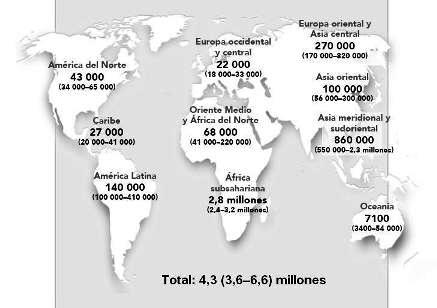 América del Norte
43 000
(34 000–65 000)
Caribe
27 000
(20 000–41 000)
América Latina
140 000
(100 000–410 000)
Europa occidental
y central
22 000
(18 000–33 000)
Oriente Medio
y África del Norte
68 000
(41 000–220 000)
África
subsahariana
2,8 millones
(2,4–3,2 millones)
Europa oriental y
Asia central
270 000
(170 000–820 000)
Asia oriental
100 000
(56 000–300 000)
Asia meridional y
sudoriental
860 000
(550 000–2,3 millones)
Oceanía
7100
(3400–54 000)
Total: 4,3 (3,6–6,6) millones